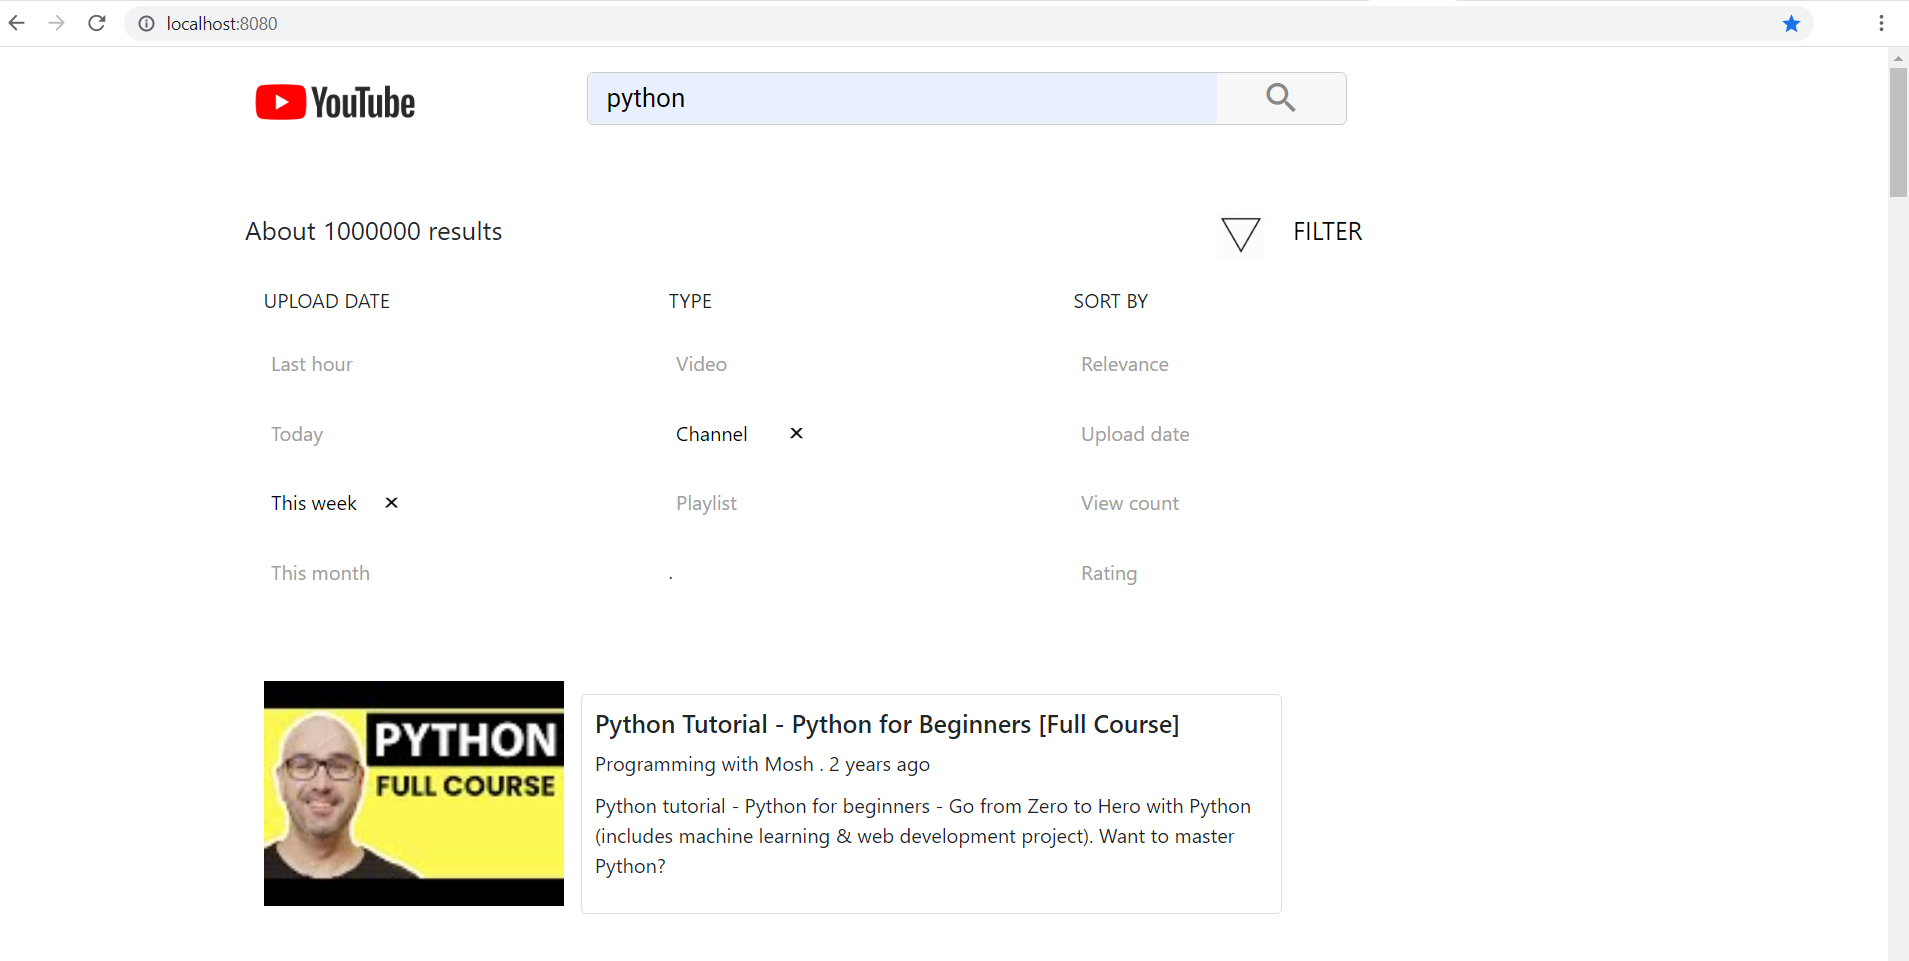 localhost:8080
YouTube
python
About 1000000 results
FILTER
UPLOAD DATE
TYPE
SORT BY
Last hour
Video
Relevance
Today
Channel ×
Upload date
This week ×
Playlist
View count
This month
.
Rating
PYTHON
FULL COURSE
Python Tutorial - Python for Beginners [Full Course]
Programming with Mosh . 2 years ago
Python tutorial - Python for beginners - Go from Zero to Hero with Python
(includes machine learning & web development project). Want to master
Python?